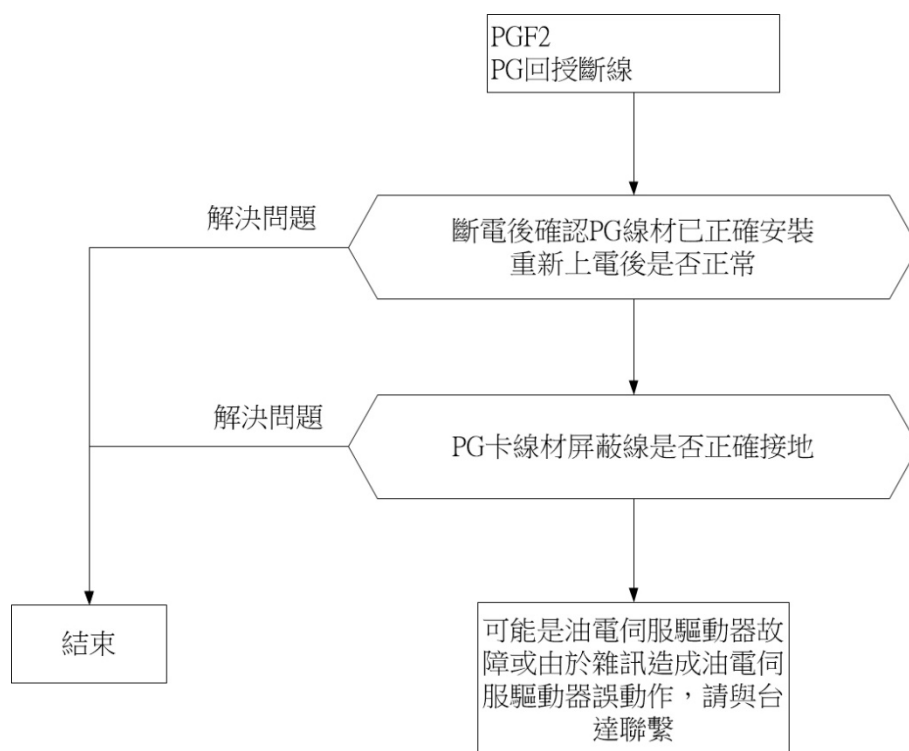 PGF2
PG回授斷線
解決問題
斷電後確認PG線材已正確安裝
重新上電後是否正常
解決問題
PG卡線材屏蔽線是否正確接地
結束
可能是油電伺服驅動器故
障或由於雜訊造成油電伺
服驅動器誤動作，請與台
達聯繫